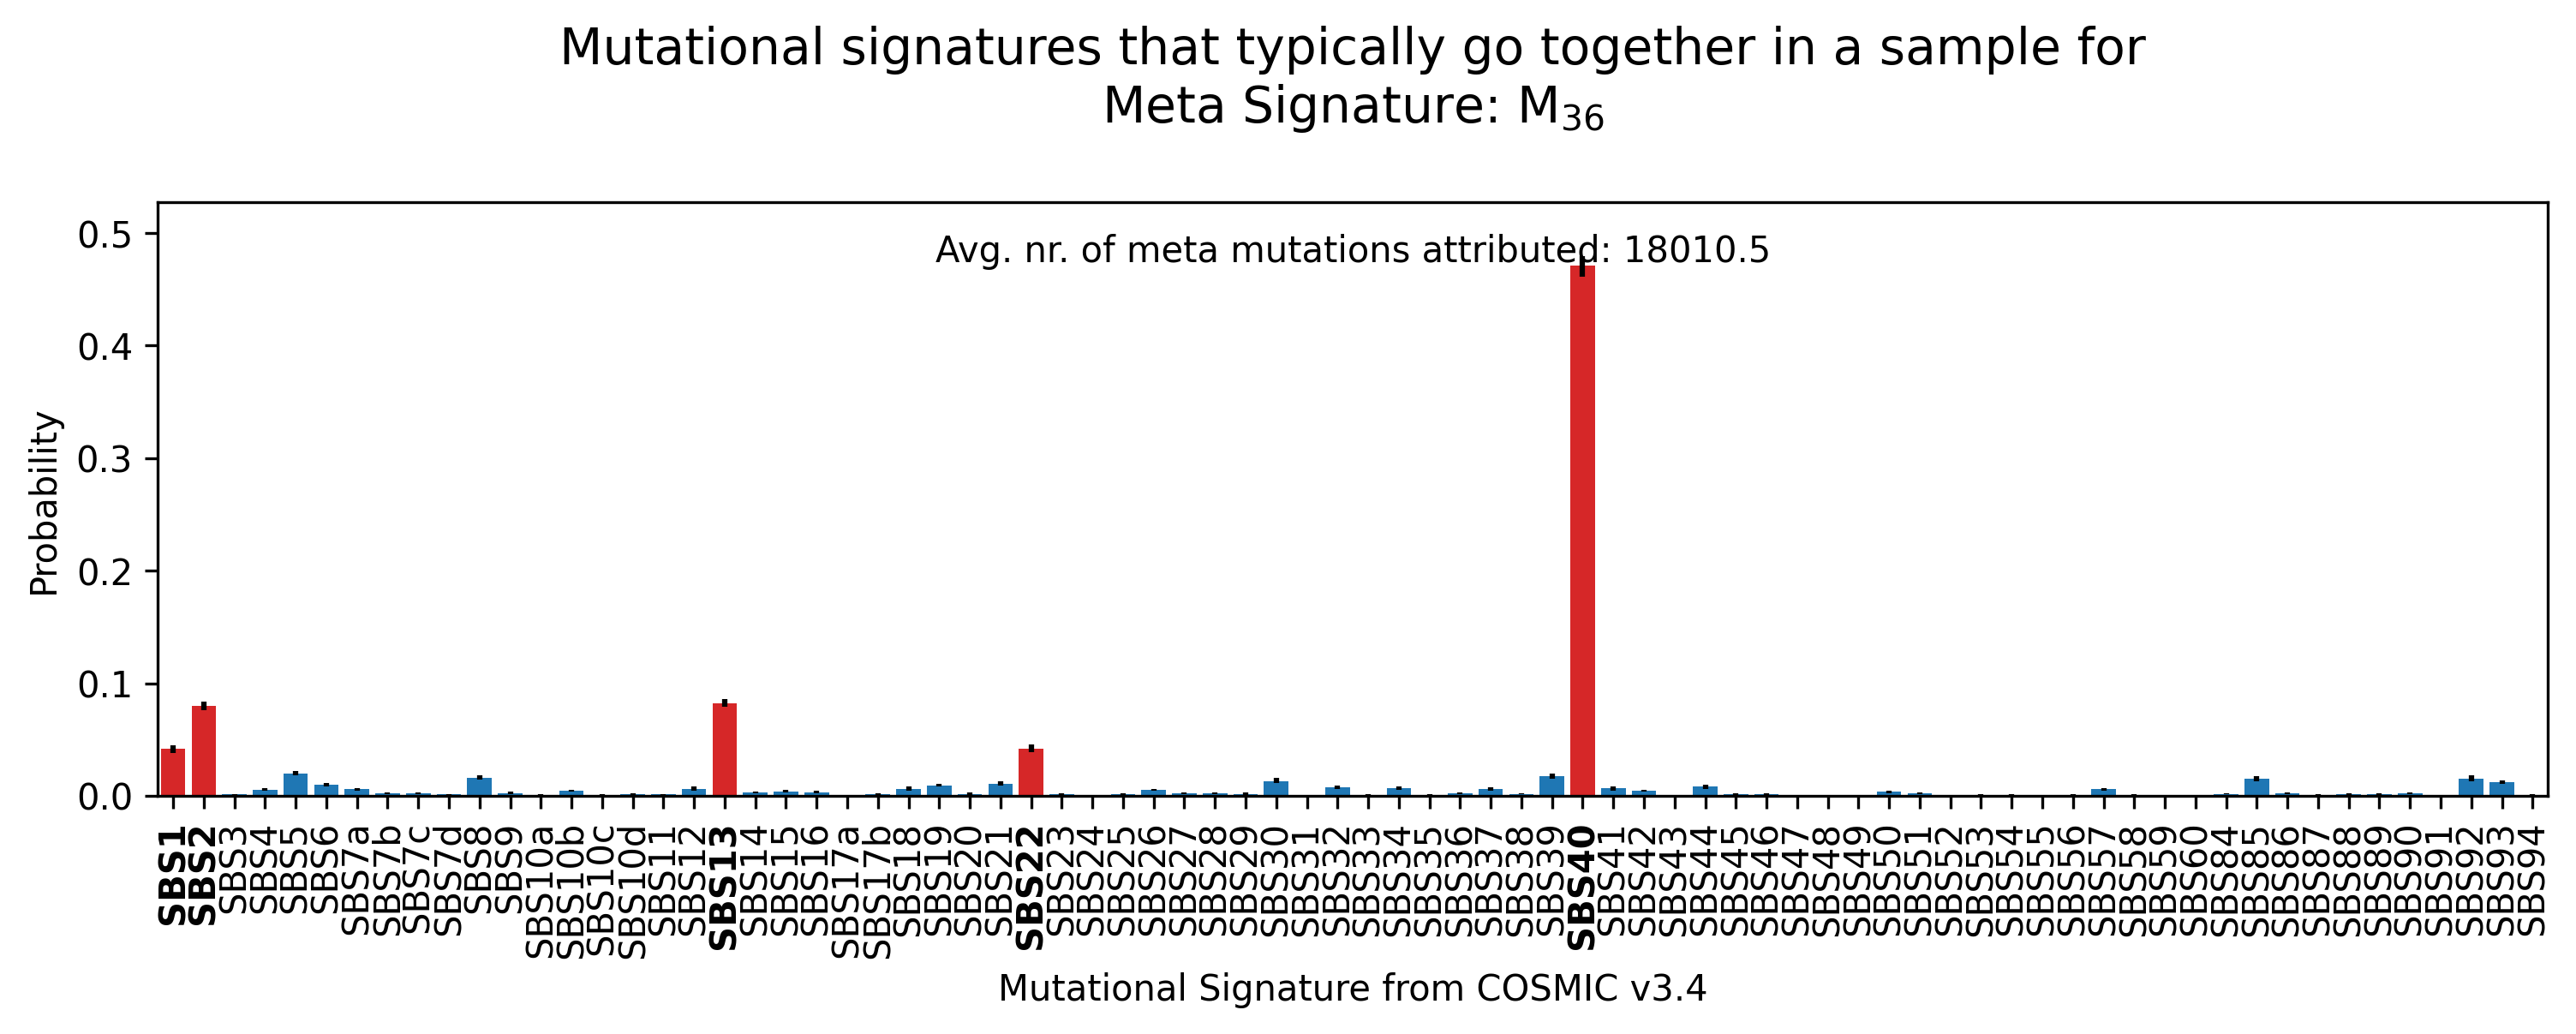 Mutational signatures that typically go together in a sample for
Meta Signature: M36
Avg. nr. of meta mutations attributed: 18010.5
0.5
0.4
0.3
0.2
0.1
0.0
Probability
SBS1
SBS2
SBS3
SBS4
SBS5
SBS6
SBS7a
SBS7b
SBS7c
SBS7d
SBS8
SBS9
SBS10a
SBS10b
SBS10c
SBS10d
SBS11
SBS12
SBS13
SBS14
SBS15
SBS16
SBS17a
SBS17b
SBS18
SBS19
SBS20
SBS21
SBS22
SBS23
SBS24
SBS25
SBS26
SBS27
SBS28
SBS29
SBS30
SBS31
SBS32
SBS33
SBS34
SBS35
SBS36
SBS37
SBS38
SBS39
SBS40
SBS41
SBS42
SBS43
SBS44
SBS45
SBS46
SBS47
SBS48
SBS49
SBS50
SBS51
SBS52
SBS53
SBS54
SBS55
SBS56
SBS57
SBS58
SBS59
SBS60
SBS84
SBS85
SBS86
SBS87
SBS88
SBS89
SBS90
SBS91
SBS92
SBS93
SBS94
Mutational Signature from COSMIC v3.4